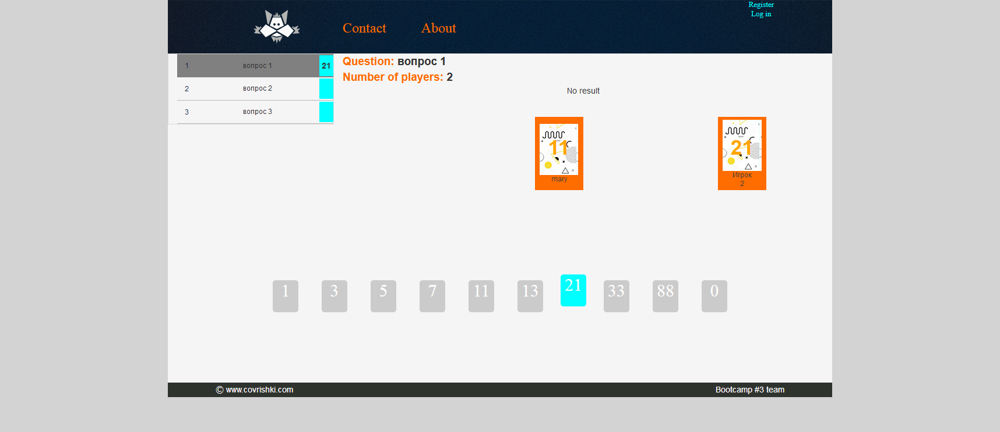 Register
Log in
Contact About
1 вопрос 1 21
2 вопрос 2
3 вопрос 3
Question: вопрос 1
Number of players: 2
No result
11
mary
21
Игрок
2
1 3 5 7 11 13 21 33 88 0
© www.covrishki.com
Bootcamp #3 team